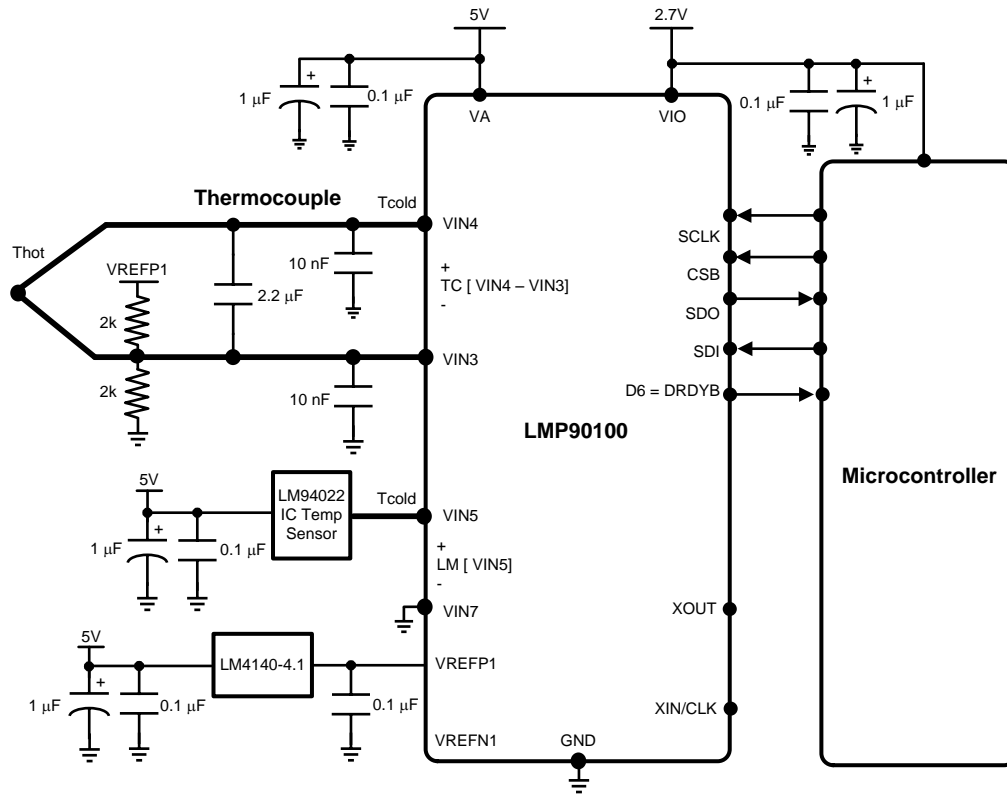 5V
2.7V
+
1 μF
0.1 μF
0.1 μF
+
1 μF
VA
VIO
Thermocouple
Tcold
VIN4
Thot
VREFP1
10 nF
+
TC [ VIN4 – VIN3]
-
2.2 μF
2k
VIN3
2k
10 nF
SCLK
CSB
SDO
SDI
D6 = DRDYB
LMP90100
Microcontroller
5V
LM94022
IC Temp
Sensor
Tcold
VIN5
+
1 μF
0.1 μF
+
LM [ VIN5]
-
VIN7
XOUT
5V
LM4140-4.1
VREFP1
+
1 μF
0.1 μF
0.1 μF
XIN/CLK
VREFN1
GND